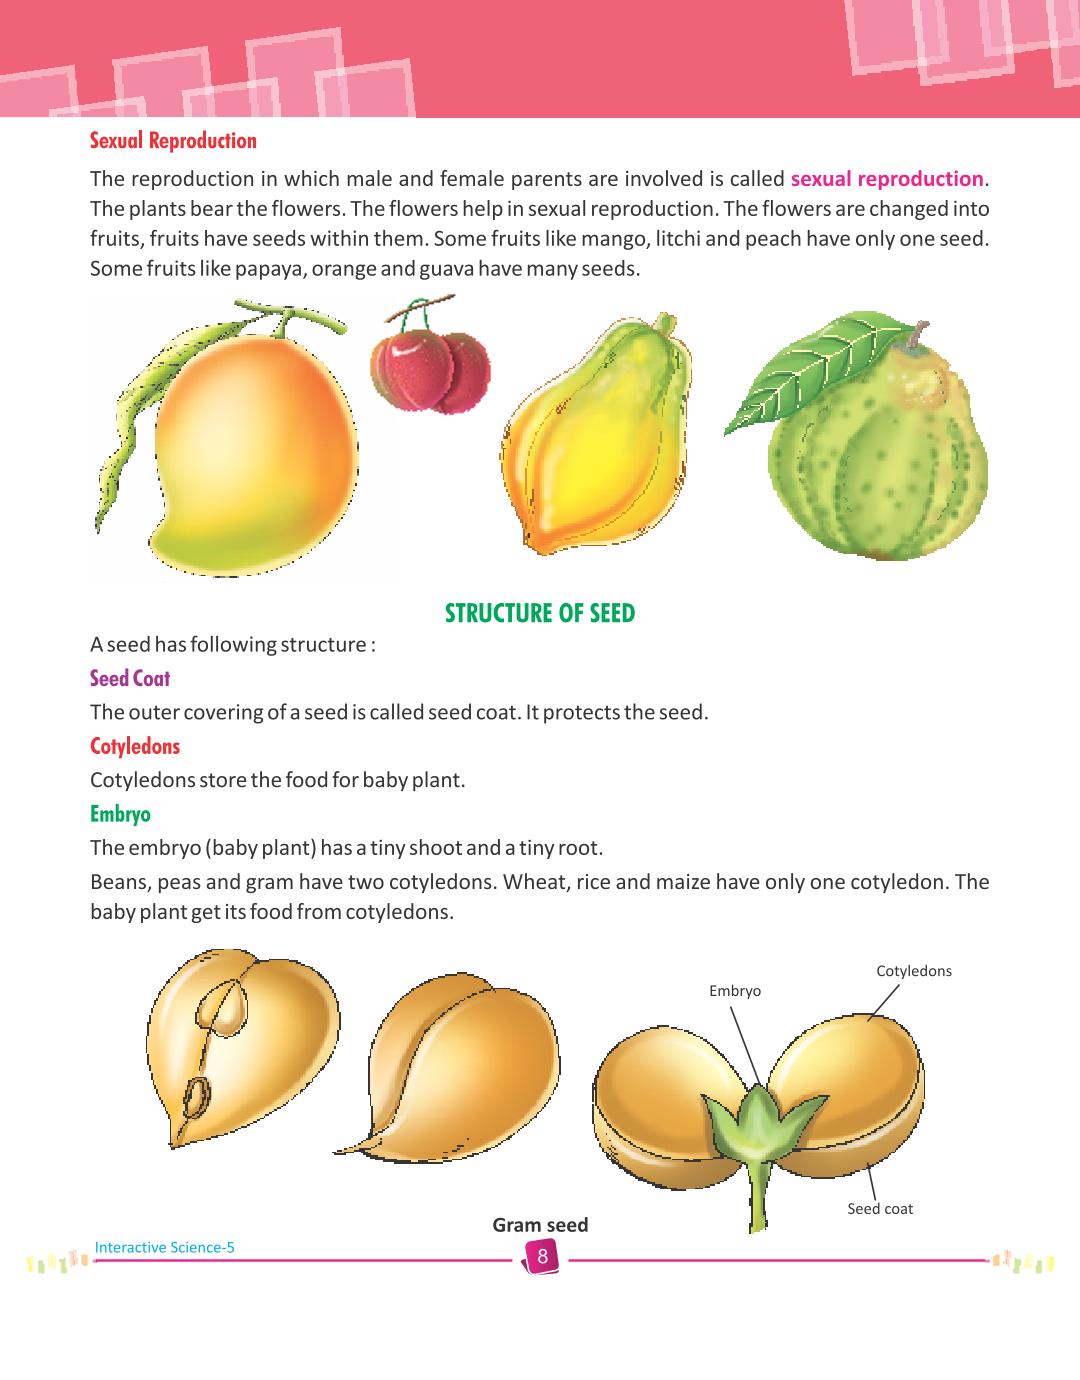 Sexual Reproduction
The reproduction in which male and female parents are involved is called sexual reproduction.
The plants bear the flowers. The flowers help in sexual reproduction. The flowers are changed into
fruits, fruits have seeds within them. Some fruits like mango, litchi and peach have only one seed.
Some fruits like papaya, orange and guava have many seeds.
STRUCTURE OF SEED
A seed has following structure :
Seed Coat
The outer covering of a seed is called seed coat. It protects the seed.
Cotyledons
Cotyledons store the food for baby plant.
Embryo
The embryo (baby plant) has a tiny shoot and a tiny root.
Beans, peas and gram have two cotyledons. Wheat, rice and maize have only one cotyledon. The
baby plant get its food from cotyledons.
Cotyledons
Embryo
Seed coat
Gram seed
Interactive Science-5
8